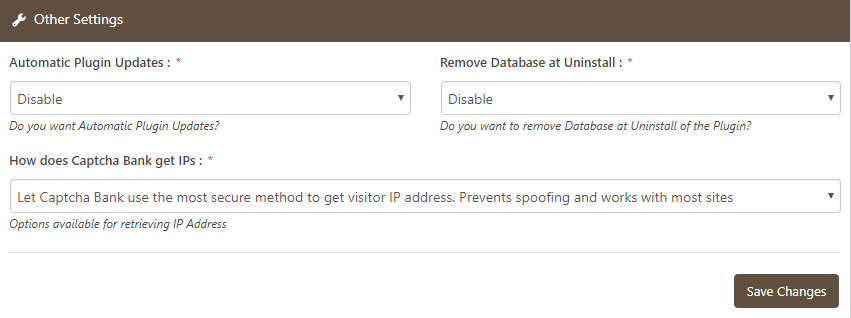 Other Settings
Automatic Plugin Updates : *
Remove Database at Uninstall : *
Disable
Disable
Do you want Automatic Plugin Updates?
Do you want to remove Database at Uninstall of the Plugin?
How does Captcha Bank get IPs : *
Let Captcha Bank use the most secure method to get visitor IP address. Prevents spoofing and works with most sites
Options available for retrieving IP Address
Save Changes